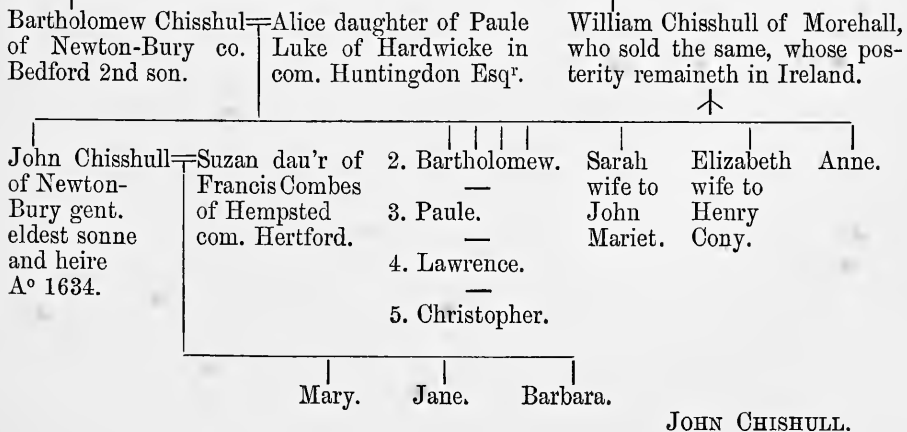 Bartholomew Chisshul
of Newton-Bury co.
Bedford 2nd son.
Alice daughter of Paule
Luke of Hardwicke in
com. Huntingdon Esqr.
William Chisshull of Morehall,
who sold the same, whose pos-
terity remaineth in Ireland.
John Chisshull
of Newton-
Bury gent.
eldest sonne
and heire
Ao 1634.
Suzan dau'r of
Francis Combes
of Hempsted
com. Hertford.
2. Bartholomew.
—
3. Paule.
—
4. Lawrence.
—
5. Christopher.
Sarah
wife to
John
Mariet.
Elizabeth
wife to
Henry
Cony.
Anne.
Mary. Jane. Barbara.
JOHN CHISHULL.